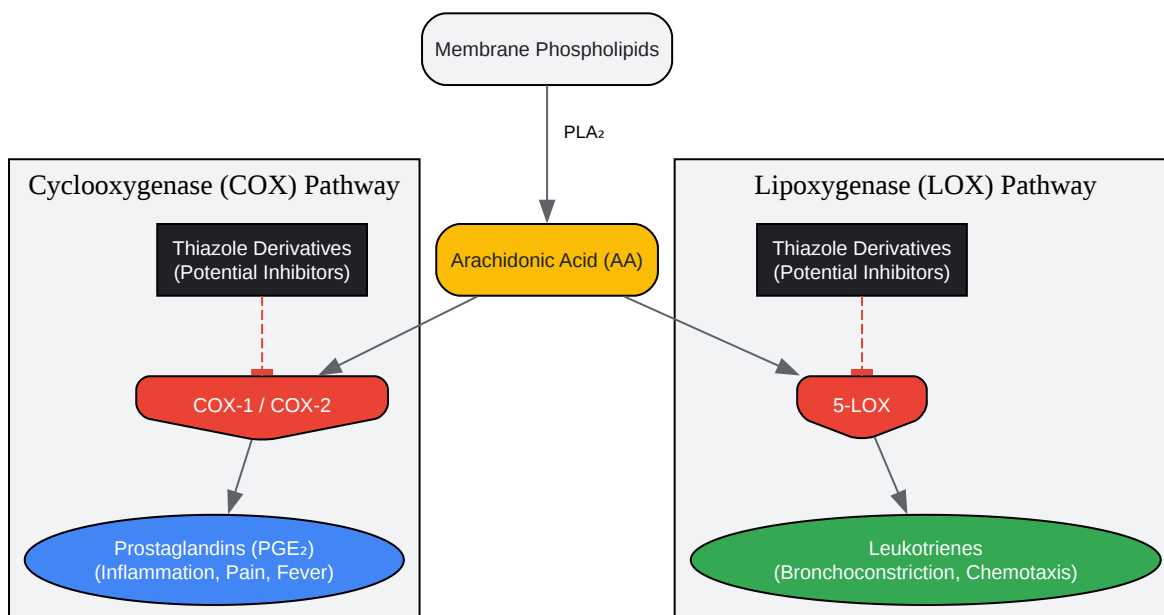 Membrane Phospholipids
PLA₂
Cyclooxygenase (COX) Pathway
Lipoxygenase (LOX) Pathway
Thiazole Derivatives
(Potential Inhibitors)
Arachidonic Acid (AA)
Thiazole Derivatives
(Potential Inhibitors)
COX-1 / COX-2
5-LOX
Prostaglandins (PGE₂)
(Inflammation, Pain, Fever)
Leukotrienes
(Bronchoconstriction, Chemotaxis)